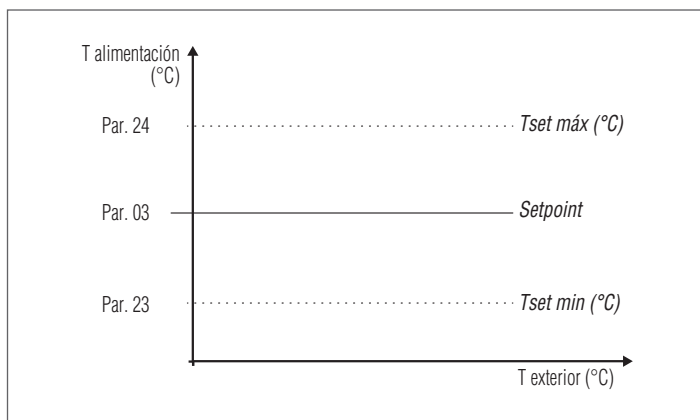 T alimentación
(°C)
Par. 24
Tset máx (°C)
Par. 03
Setpoint
Par. 23
Tset min (°C)
T exterior (°C)